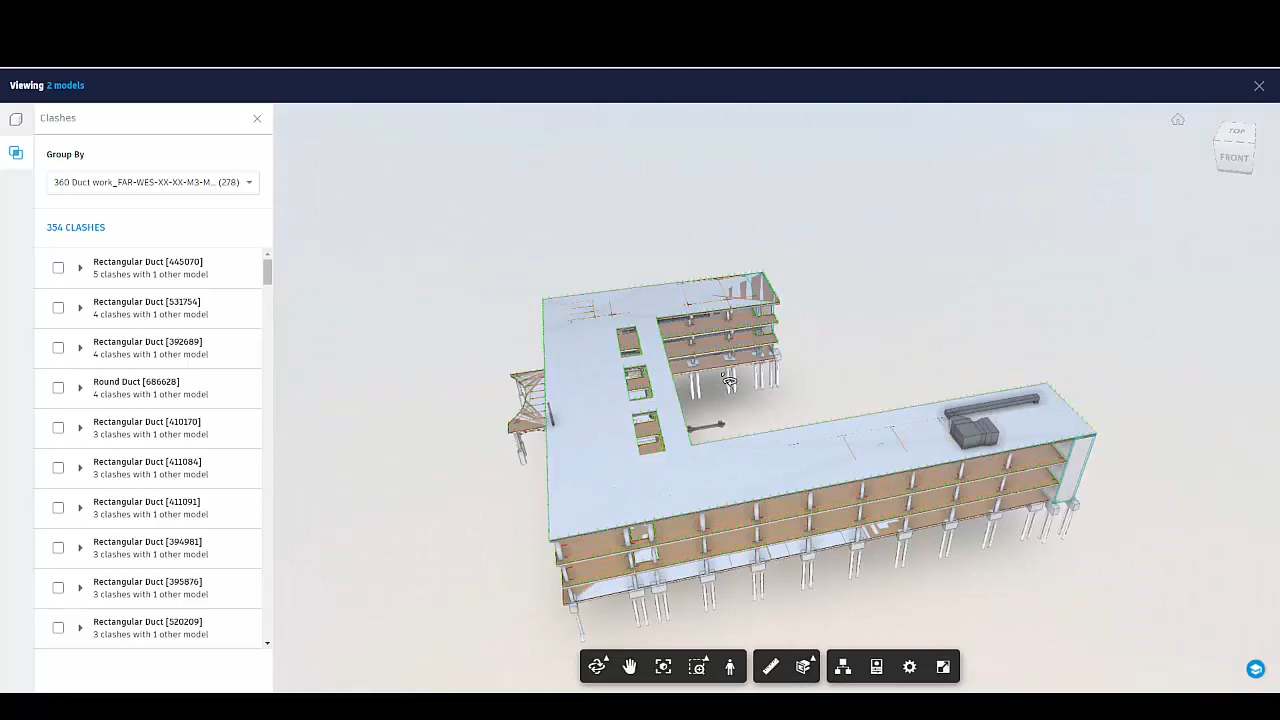 Viewing 2 models
Clashes
Group By
360 Duct work_FAR-WES-XX-XX-M3-M... (278)
354 CLASHES
Rectangular Duct [445070]
5 clashes with 1 other model
Rectangular Duct [531754]
4 clashes with 1 other model
Rectangular Duct [392689]
4 clashes with 1 other model
Round Duct [686628]
4 clashes with 1 other model
Rectangular Duct [410170]
3 clashes with 1 other model
Rectangular Duct [411084]
3 clashes with 1 other model
Rectangular Duct [411091]
3 clashes with 1 other model
Rectangular Duct [394981]
3 clashes with 1 other model
Rectangular Duct [395876]
3 clashes with 1 other model
Rectangular Duct [520209]
3 clashes with 1 other model
TOP
FRONT